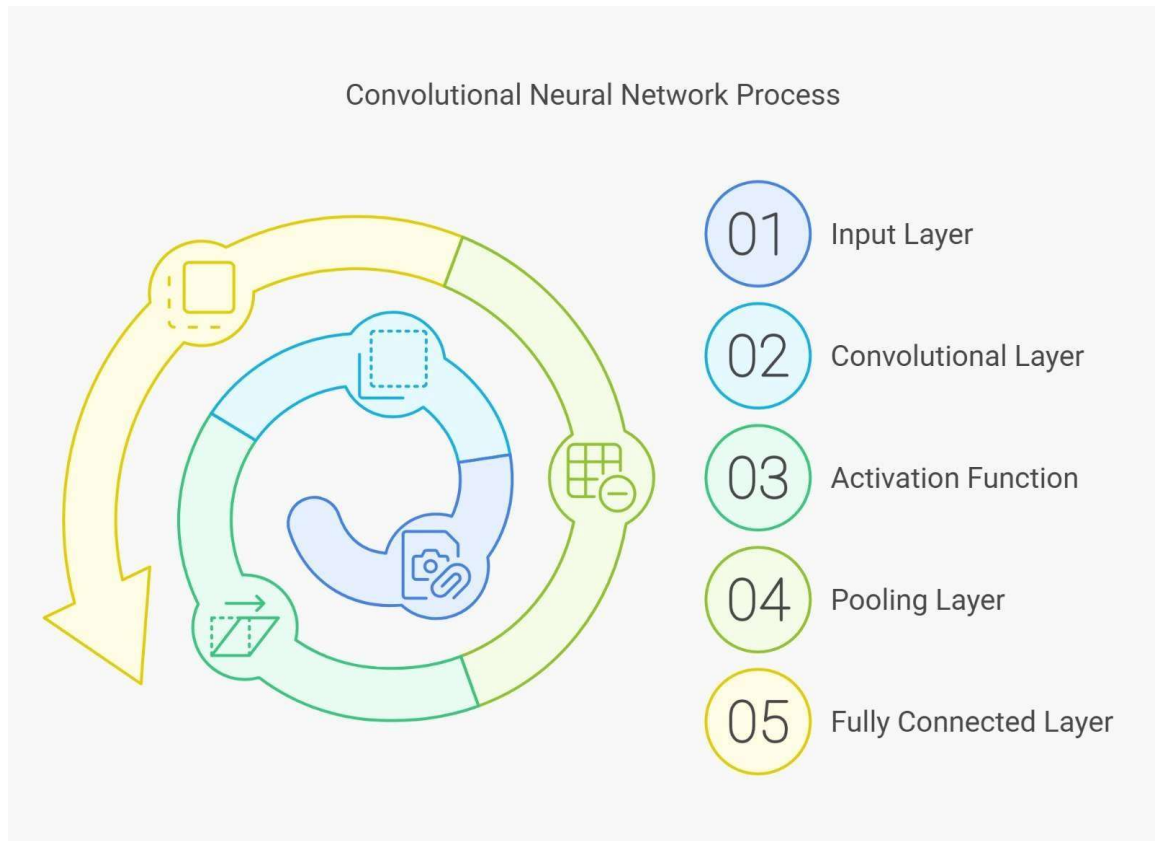 Convolutional Neural Network Process
01 Input Layer
02 Convolutional Layer
03 Activation Function
04 Pooling Layer
05 Fully Connected Layer